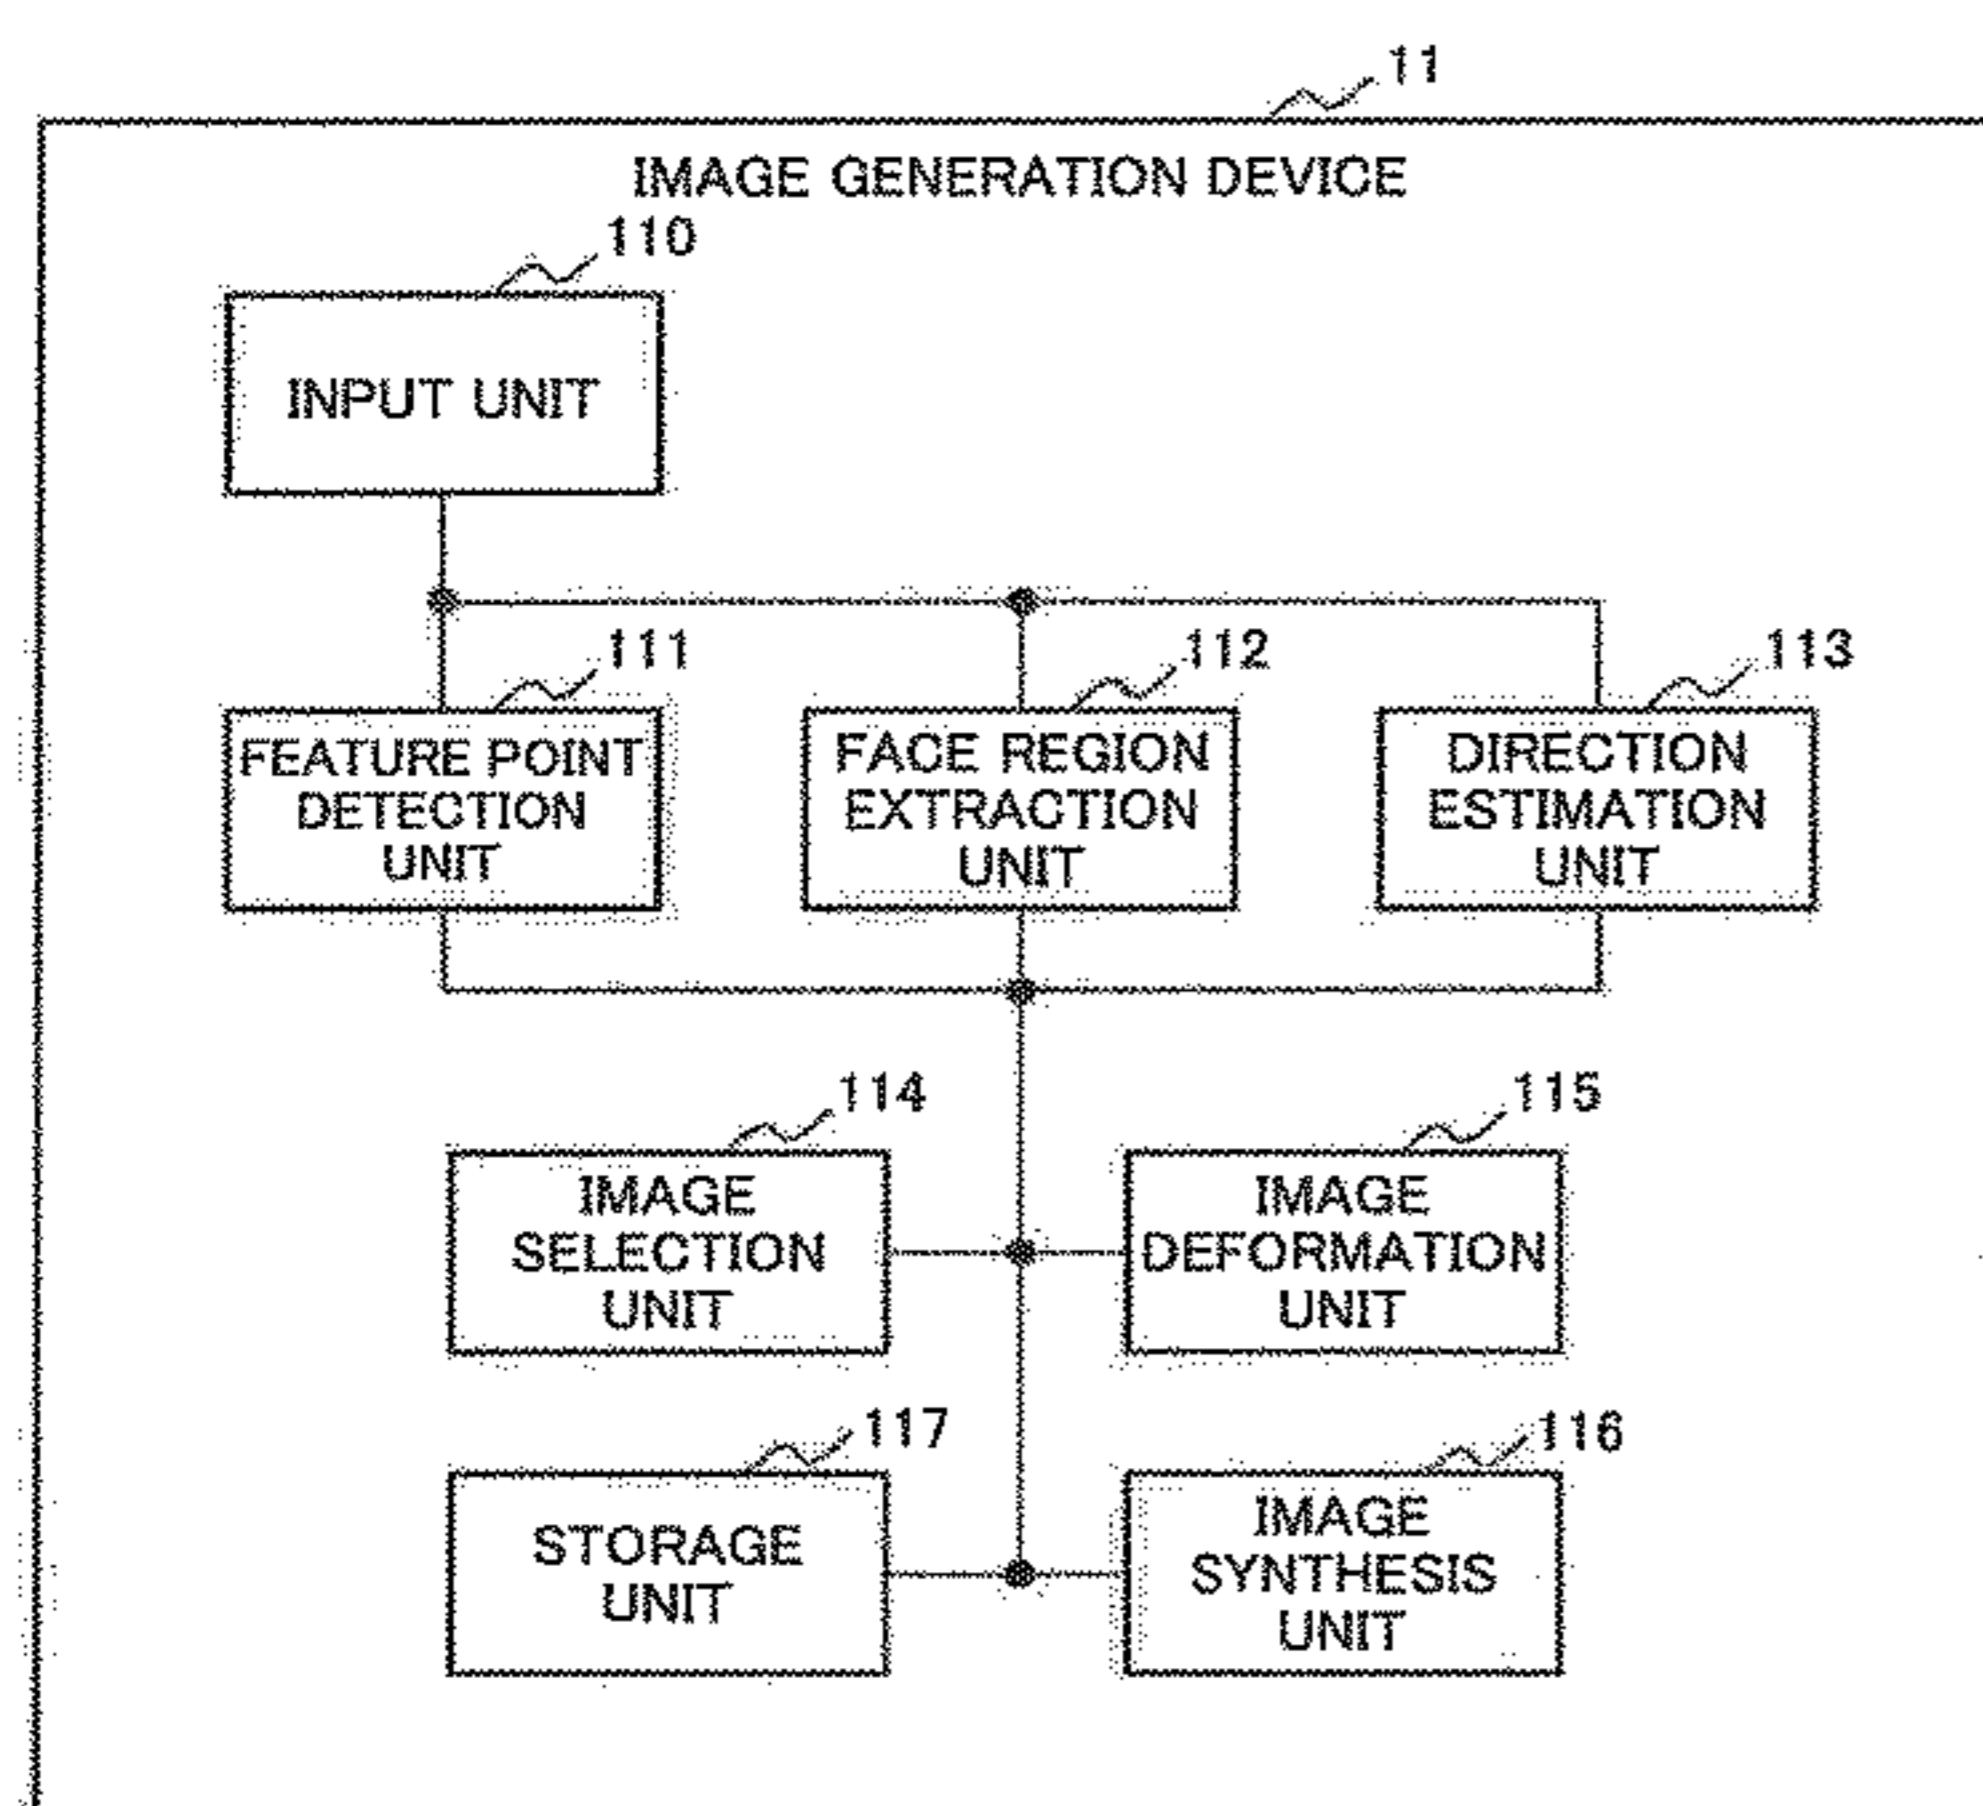 11
IMAGE GENERATION DEVICE
110
INPUT UNIT
111
112
113
FEATURE POINT
DETECTION
UNIT
FACE REGION
EXTRACTION
UNIT
DIRECTION
ESTIMATION
UNIT
114
115
IMAGE
SELECTION
UNIT
IMAGE
DEFORMATION
UNIT
117
116
STORAGE
UNIT
IMAGE
SYNTHESIS
UNIT